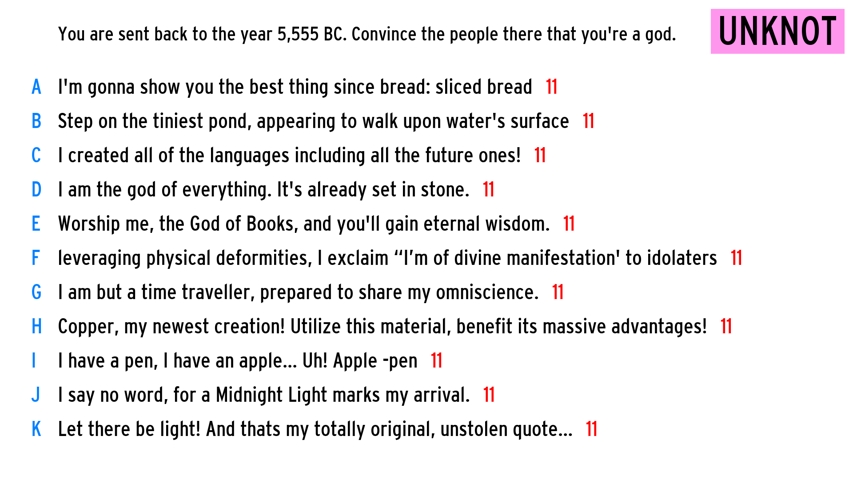 You are sent back to the year 5,555 BC. Convince the people there that you're a god.
UNKNOT
A I'm gonna show you the best thing since bread: sliced bread 11
B Step on the tiniest pond, appearing to walk upon water's surface 11
C I created all of the languages including all the future ones! 11
D I am the god of everything. It's already set in stone. 11
E Worship me, the God of Books, and you'll gain eternal wisdom. 11
F leveraging physical deformities, I exclaim “I’m of divine manifestation' to idolaters 11
G I am but a time traveller, prepared to share my omniscience. 11
H Copper, my newest creation! Utilize this material, benefit its massive advantages! 11
I I have a pen, I have an apple... Uh! Apple -pen 11
J I say no word, for a Midnight Light marks my arrival. 11
K Let there be light! And thats my totally original, unstolen quote... 11